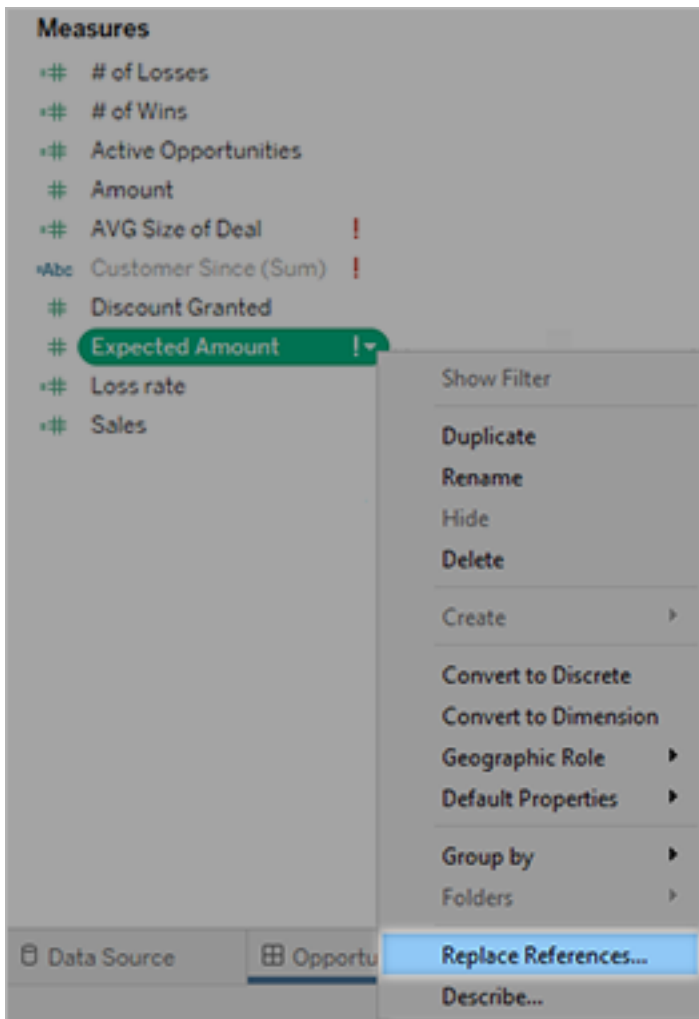 Measures
# of Losses
# of Wins
Active Opportunities
Amount
AVG Size of Deal !
Abc Customer Since (Sum) !
Discount Granted
Expected Amount !
Loss rate
Sales
Show Filter
Duplicate
Rename
Hide
Delete
Create
Convert to Discrete
Convert to Dimension
Geographic Role
Default Properties
Group by
Folders
Replace References...
Describe...
Data Source
Opportu